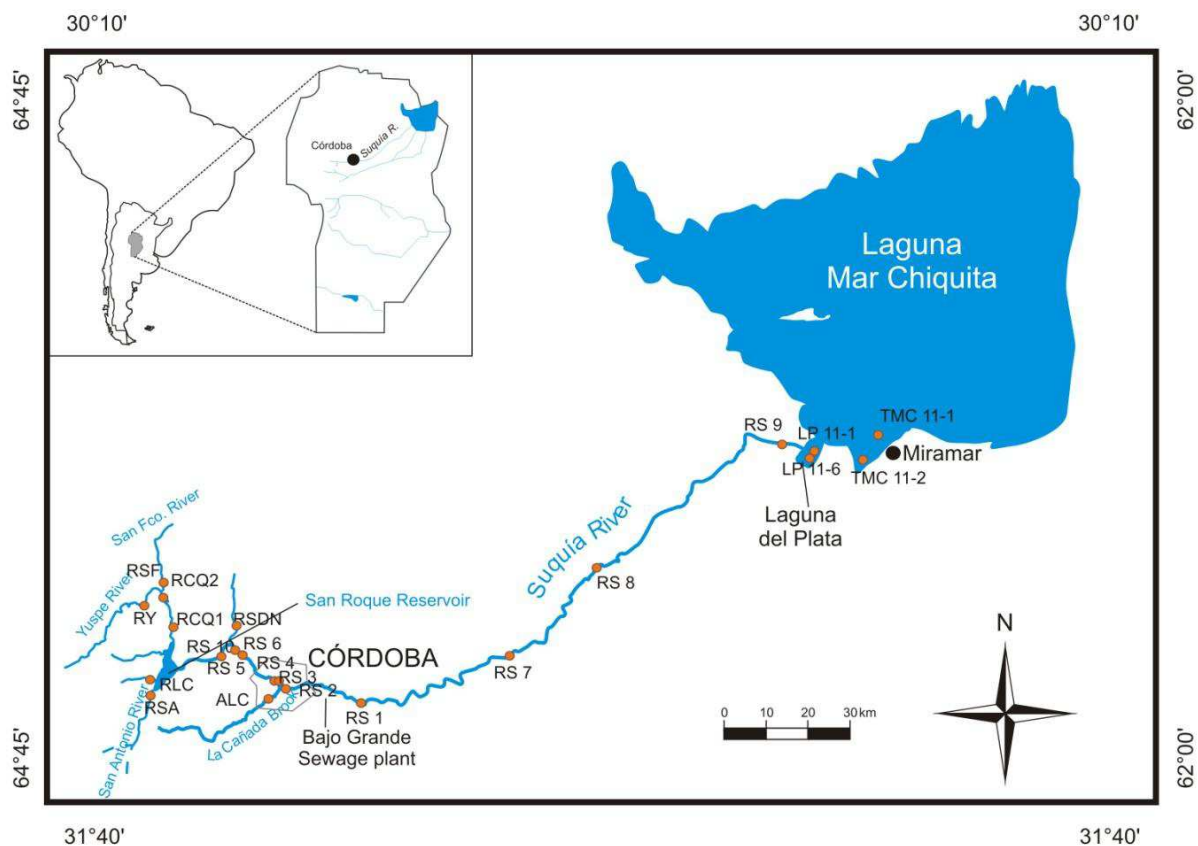 30°10'
30°10'
64°45'
62°00'
Córdoba
Suquía R.
Laguna
Mar Chiquita
TMC 11-1
RS 9
LP 11-1
Miramar
LP 11-6
TMC 11-2
Laguna
del Plata
Suquía River
RS 8
San Fco. River
RSF
RCQ2
Yuspe River
RY
RCQ1
RSDN
San Roque Reservoir
RS 10
RS 6
RS 5
RS 4
CÓRDOBA
RS 7
RLC
RS 3
RS 2
RSA
ALC
RS 1
San Antonio River
La Cañada Brook
Bajo Grande
Sewage plant
N
0 10 20 30 km
64°45'
62°00'
31°40'
31°40'